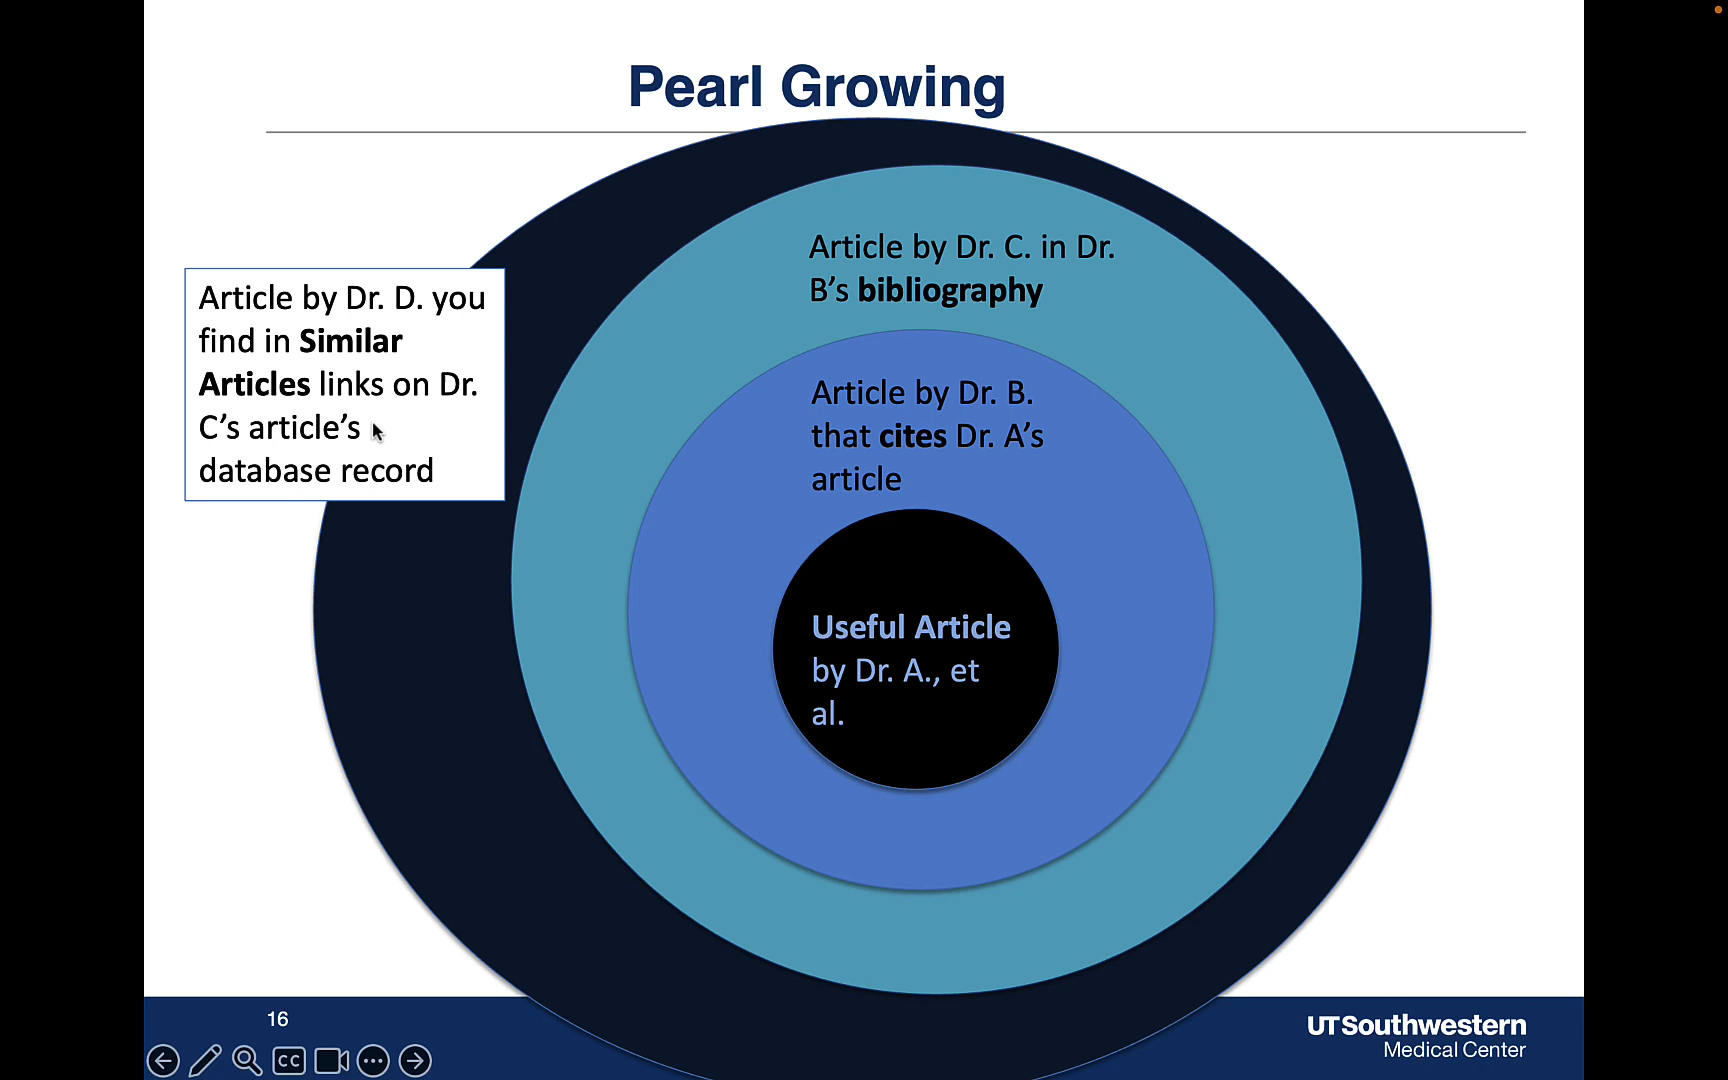 Pearl Growing
Article by Dr. C. in Dr.
B’s bibliography
Article by Dr. D. you
find in Similar
Articles links on Dr.
C’s article’s
database record
Article by Dr. B.
that cites Dr. A’s
article
Useful Article
by Dr. A., et
al.
16
UTSouthwestern
Medical Center
CC